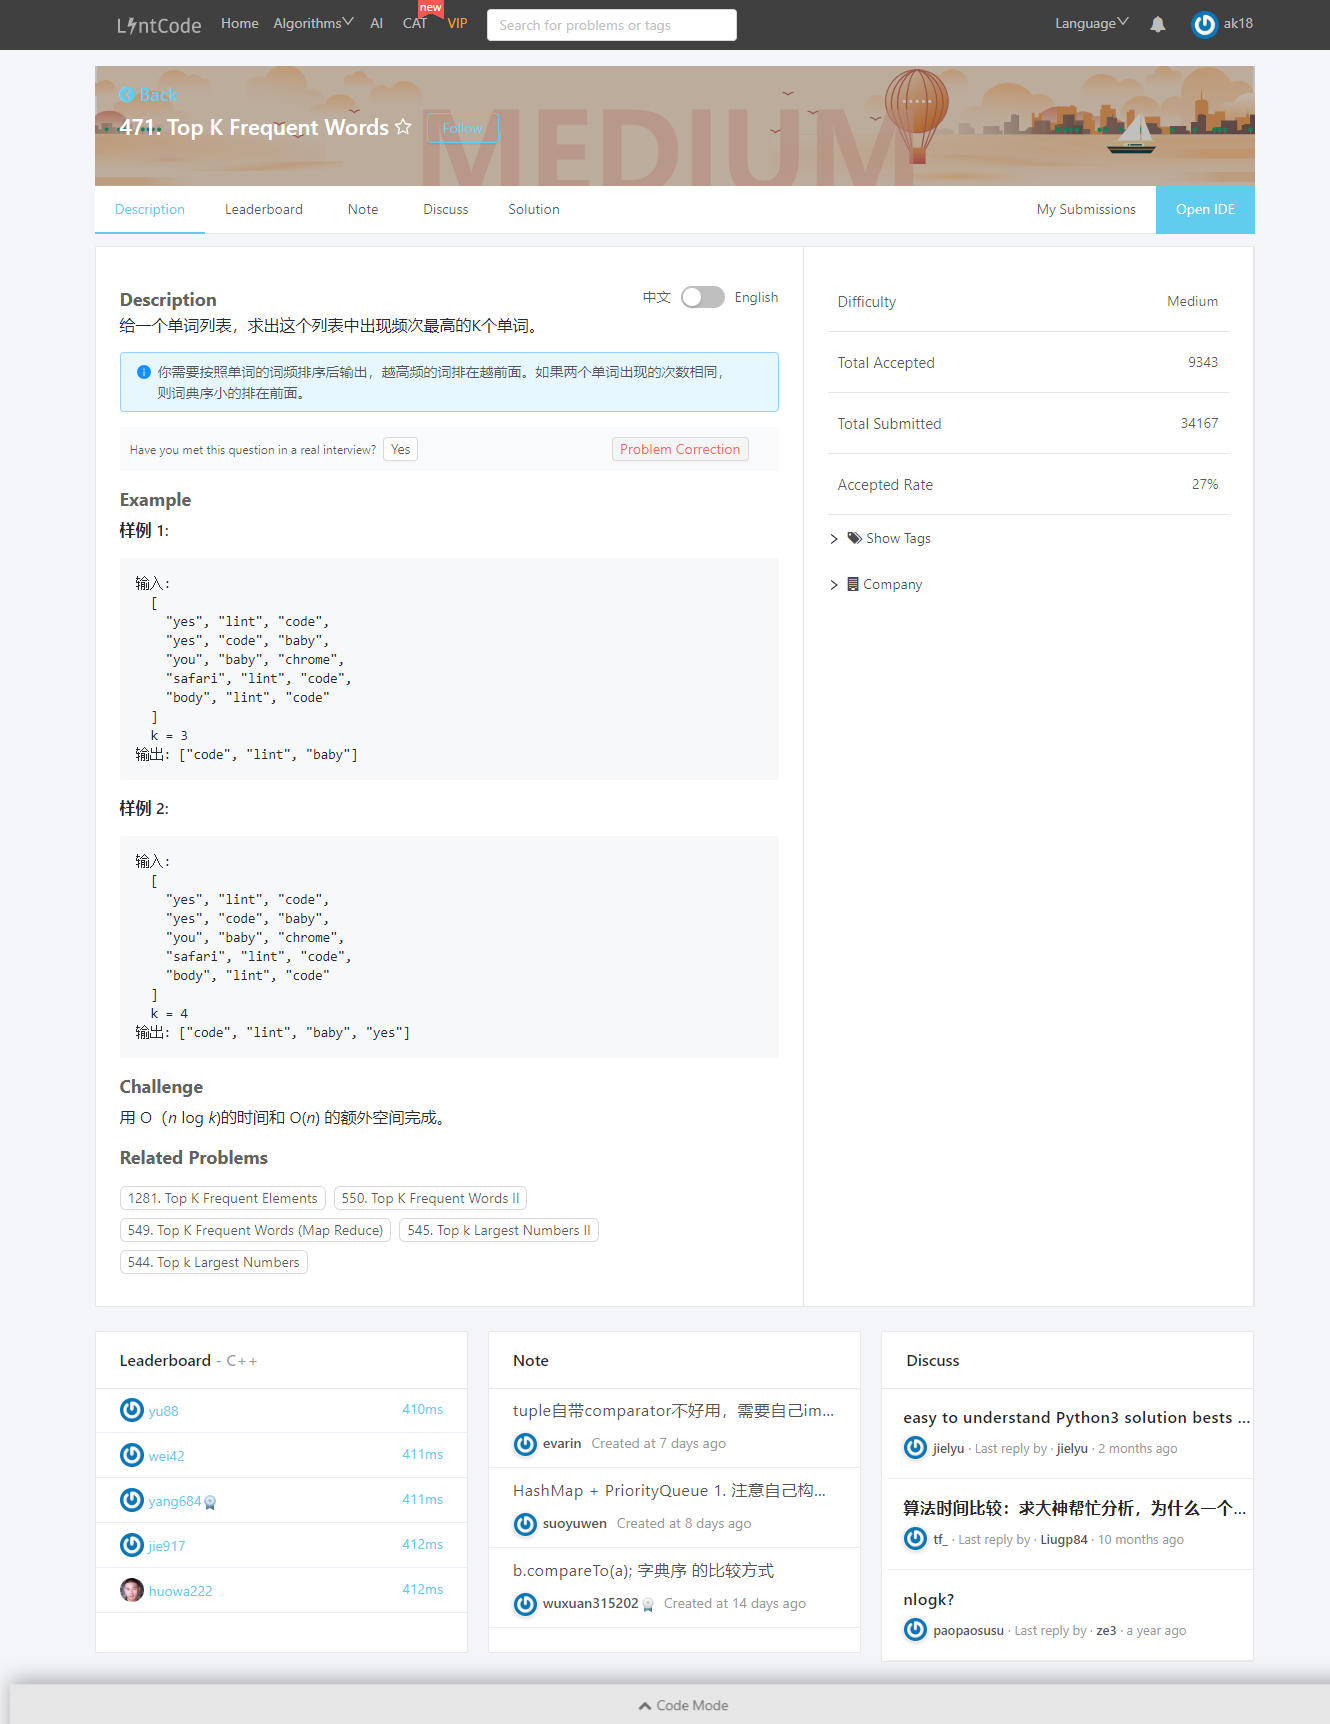 LintCode Home Algorithms AI CAT new VIP Search for problems or tags Language ak18
Back
471. Top K Frequent Words Follow
MEDIUM
Description Leaderboard Note Discuss Solution My Submissions Open IDE
Description 中文 English
给一个单词列表，求出这个列表中出现频次最高的K个单词。
你需要按照单词的词频排序后输出，越高频的词排在越前面。如果两个单词出现的次数相同，
则词典序小的排在前面。
Have you met this question in a real interview? Yes Problem Correction
Example
样例 1:
输入:
[
"yes", "lint", "code",
"yes", "code", "baby",
"you", "baby", "chrome",
"safari", "lint", "code",
"body", "lint", "code"
]
k = 3
输出: ["code", "lint", "baby"]
样例 2:
输入:
[
"yes", "lint", "code",
"yes", "code", "baby",
"you", "baby", "chrome",
"safari", "lint", "code",
"body", "lint", "code"
]
k = 4
输出: ["code", "lint", "baby", "yes"]
Challenge
用 O（n log k)的时间和 O(n) 的额外空间完成。
Related Problems
1281. Top K Frequent Elements 550. Top K Frequent Words II
549. Top K Frequent Words (Map Reduce) 545. Top k Largest Numbers II
544. Top k Largest Numbers
Difficulty Medium
Total Accepted 9343
Total Submitted 34167
Accepted Rate 27%
Show Tags
Company
Leaderboard - C++
yu88 410ms
wei42 411ms
yang684 411ms
jie917 412ms
huowa222 412ms
Note
tuple自带comparator不好用，需要自己im...
evarin Created at 7 days ago
HashMap + PriorityQueue 1. 注意自己构...
suoyuwen Created at 8 days ago
b.compareTo(a); 字典序 的比较方式
wuxuan315202 Created at 14 days ago
Discuss
easy to understand Python3 solution bests ...
jielyu · Last reply by · jielyu · 2 months ago
算法时间比较：求大神帮忙分析，为什么一个...
tf_ · Last reply by · Liugp84 · 10 months ago
nlogk?
paopaosusu · Last reply by · ze3 · a year ago
Code Mode